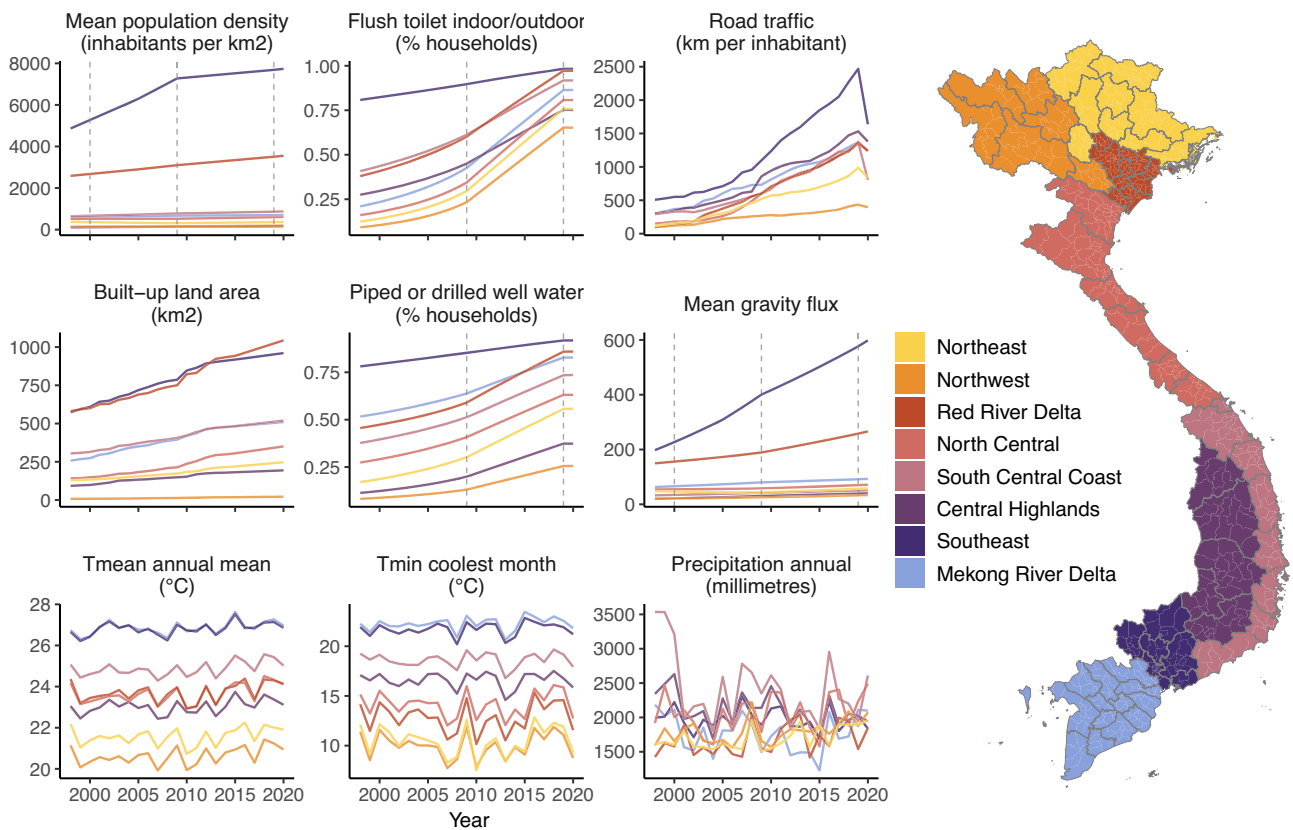 Mean population density
(inhabitants per km2)
8000
6000
4000
2000
0
Flush toilet indoor/outdoor
(% households)
1.00
0.75
0.50
0.25
Road traffic
(km per inhabitant)
2500
2000
1500
1000
500
0
Built−up land area
(km2)
1000
750
500
250
0
Piped or drilled well water
(% households)
0.75
0.50
0.25
Mean gravity flux
600
400
200
0
Tmean annual mean
(°C)
28
26
24
22
20
2000 2005 2010 2015 2020
Tmin coolest month
(°C)
20
15
10
2000 2005 2010 2015 2020
Precipitation annual
(millimetres)
3500
3000
2500
2000
1500
2000 2005 2010 2015 2020
Year
Northeast
Northwest
Red River Delta
North Central
South Central Coast
Central Highlands
Southeast
Mekong River Delta